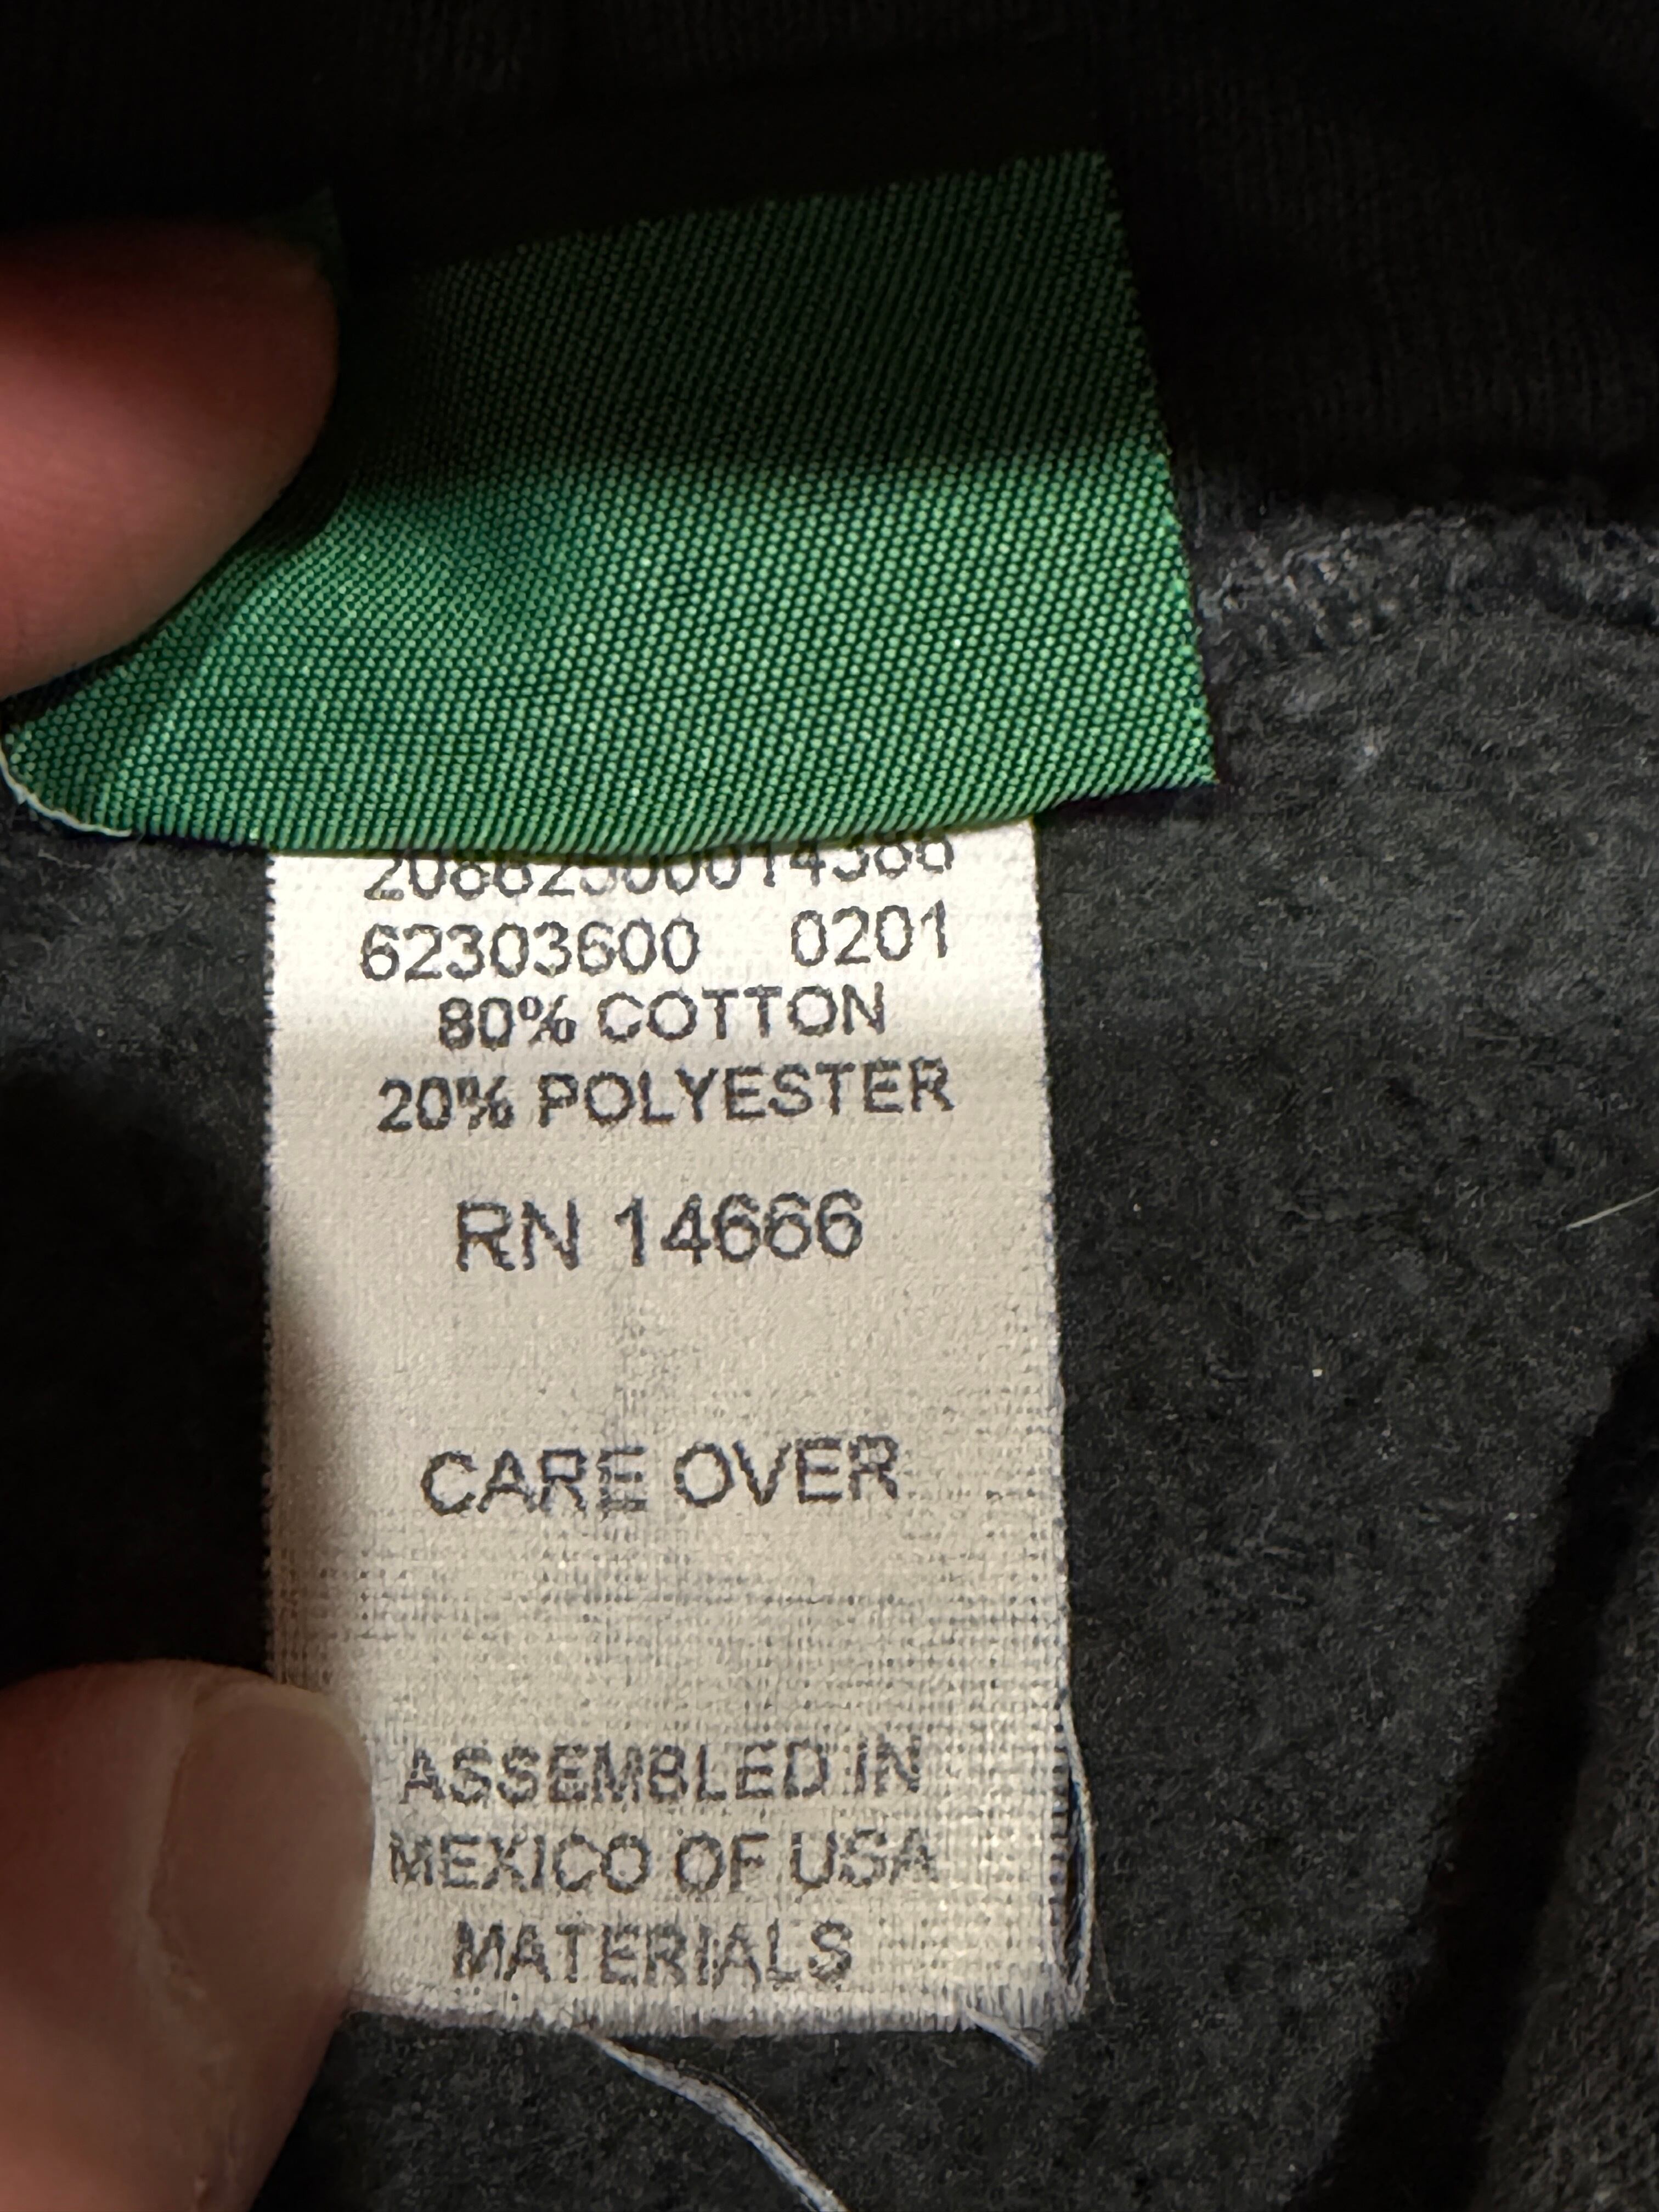 62303600 0201
80% COTTON
20% POLYESTER
RN 14666
CARE OVER
ASSEMBLED IN
MEXICO OF USA
MATERIALS